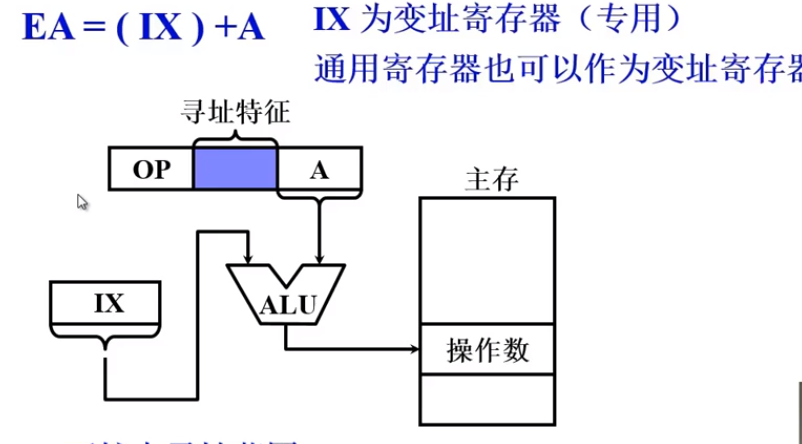 EA = ( IX ) +A
IX 为变址寄存器（专用）
通用寄存器也可以作为变址寄存器
寻址特征
OP
A
主存
IX
ALU
操作数